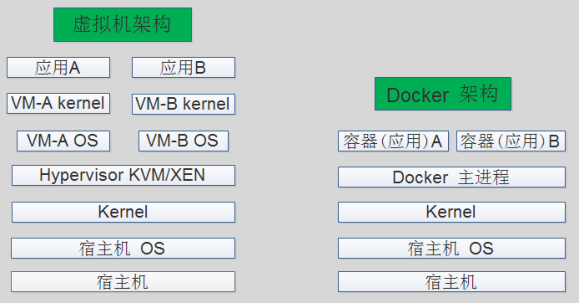 虚拟机架构
应用A 应用B
VM-A kernel VM-B kernel
VM-A OS VM-B OS
Hypervisor KVM/XEN
Kernel
宿主机 OS
宿主机
Docker 架构
容器(应用)A 容器(应用)B
Docker 主进程
Kernel
宿主机 OS
宿主机